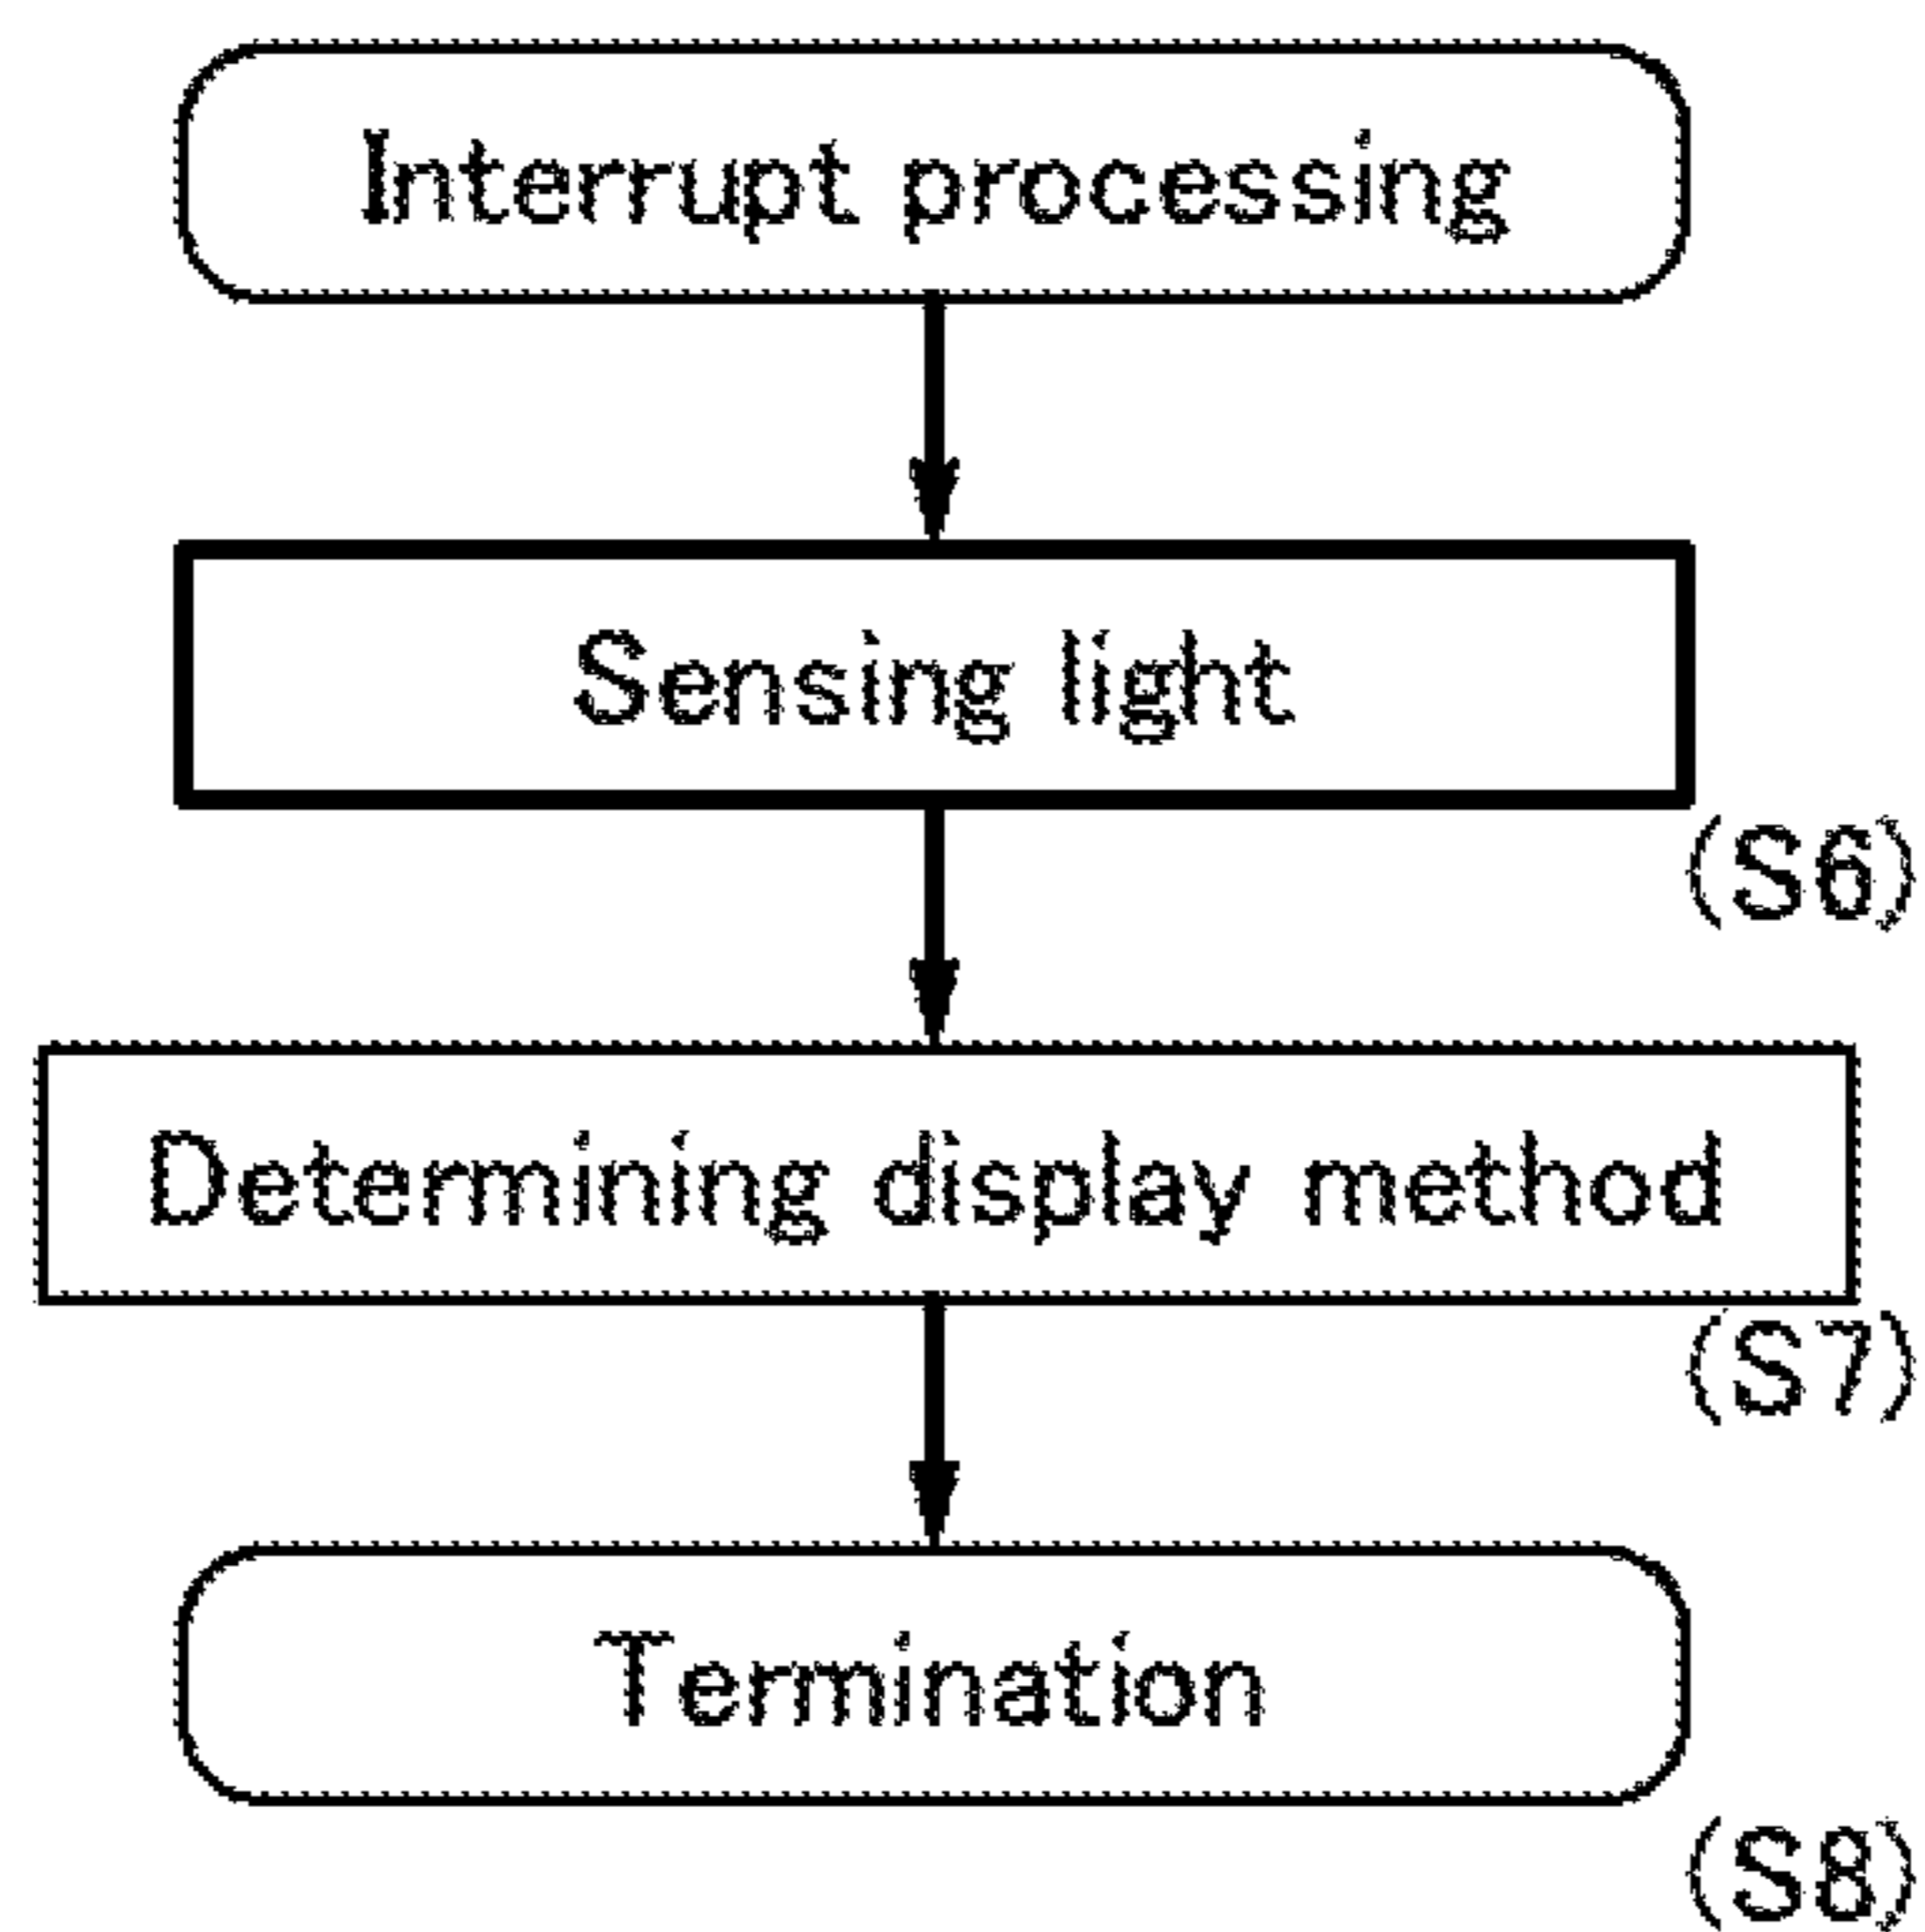 Interrupt processing
Sensing light
(S6)
Determining display method
(S7)
Termination
(S8)